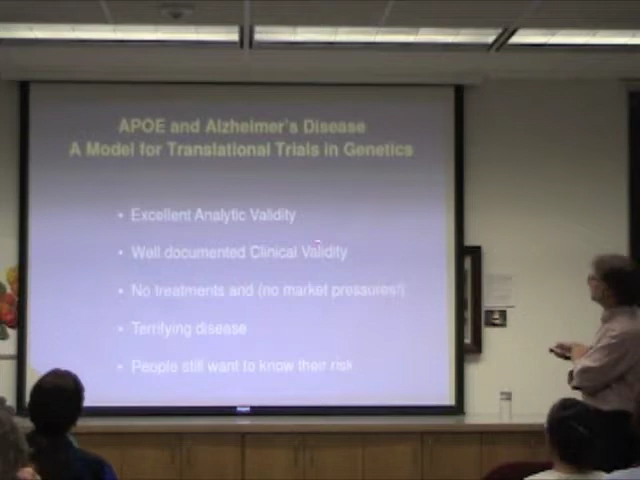 APOE and Alzheimer's Disease
A Model for Translational Trials in Genetics
• Excellent Analytic Validity
• Well documented Clinical Validity
• No treatments and (no market pressures!)
• Terrifying disease
• People still want to know their risk